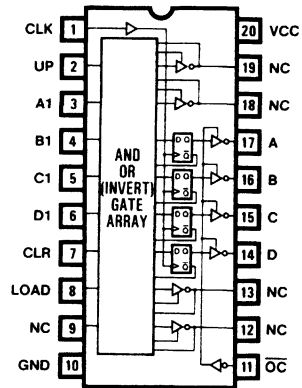 CLK 1
UP 2
A1 3
B1 4
C1 5
D1 6
CLR 7
LOAD 8
NC 9
GND 10
AND
OR
(INVERT)
GATE
ARRAY
D Q
Q̅
D Q
Q̅
D Q
Q̅
D Q
Q̅
20 VCC
19 NC
18 NC
17 A
16 B
15 C
14 D
13 NC
12 NC
11 O̅C̅